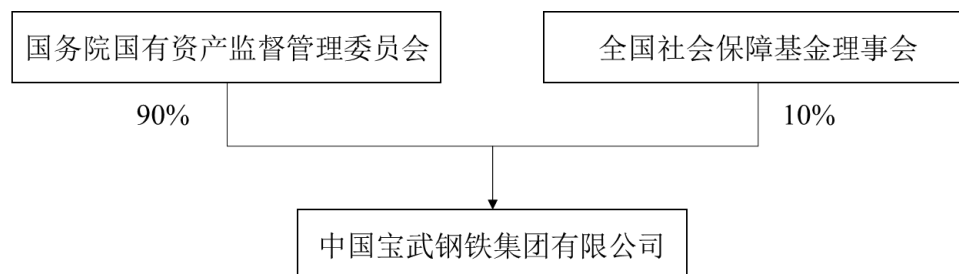 国务院国有资产监督管理委员会
全国社会保障基金理事会
90%
10%
中国宝武钢铁集团有限公司